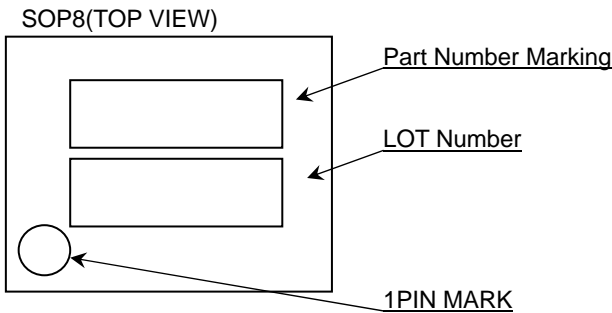 SOP8(TOP VIEW)
Part Number Marking
LOT Number
1PIN MARK